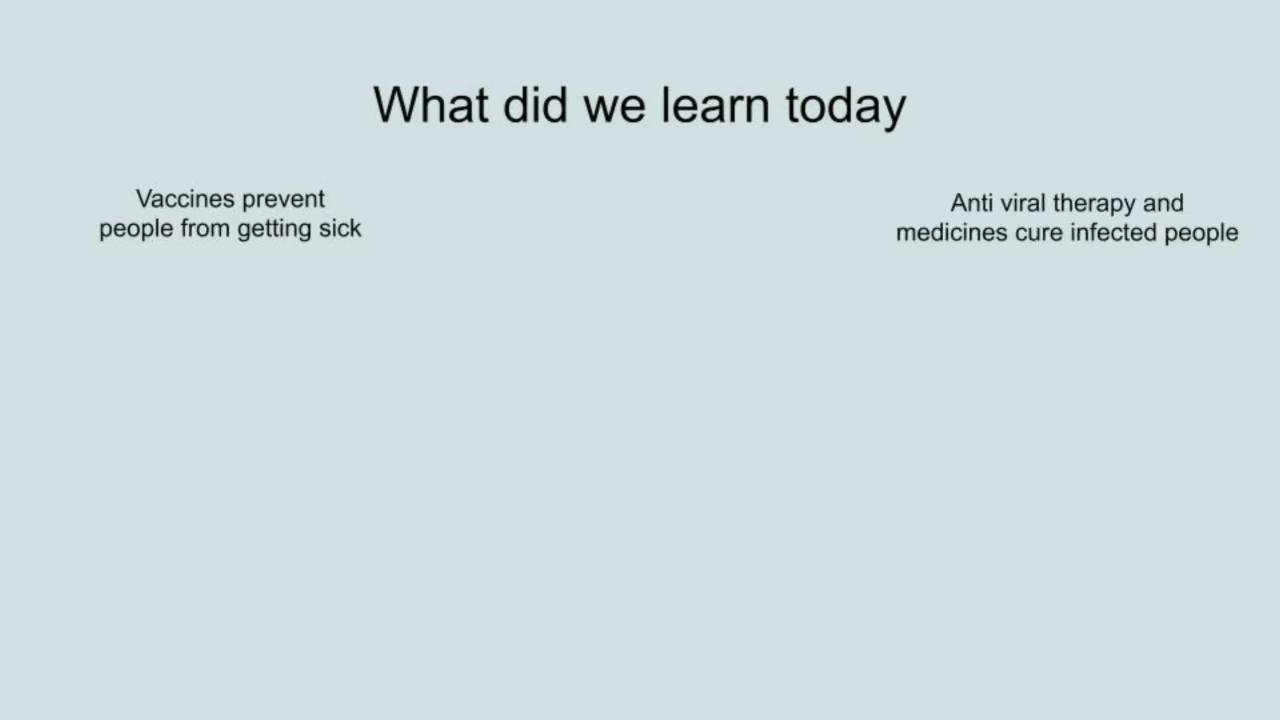 What did we learn today
Vaccines prevent
people from getting sick
Anti viral therapy and
medicines cure infected people